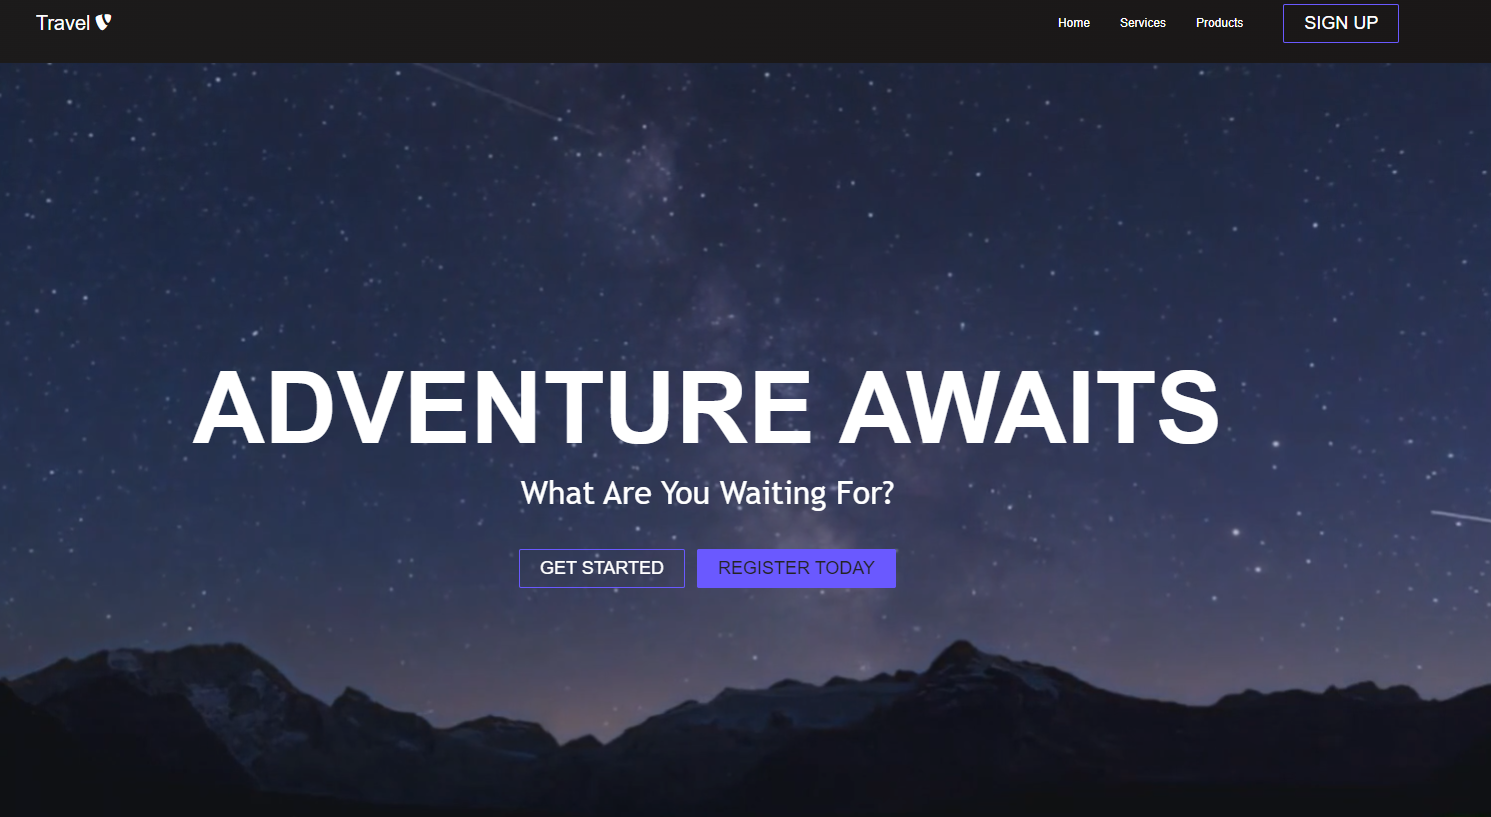 Travel
Home Services Products SIGN UP
ADVENTURE AWAITS
What Are You Waiting For?
GET STARTED REGISTER TODAY